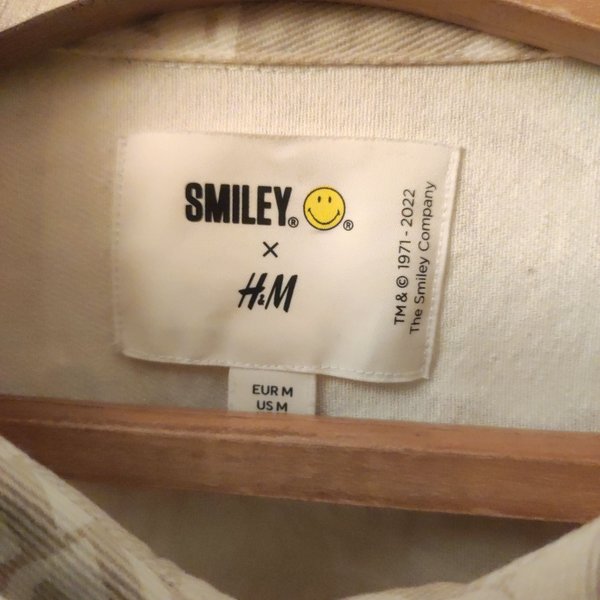 SMILEY®®
×
H&M
TM & © 1971 - 2022
The Smiley Company
EUR M
US M